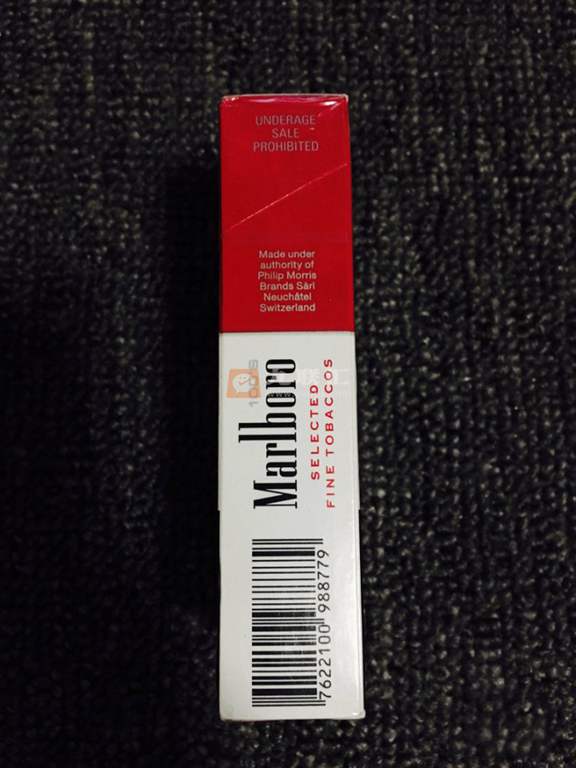 UNDERAGE
SALE
PROHIBITED
Made under
authority of
Philip Morris
Brands Sàrl
Neuchâtel
Switzerland
100's
Marlboro
SELECTED
FINE TOBACCOS
7622100 988779